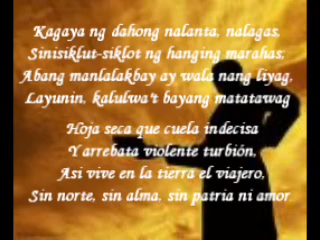 Kagaya ng dahong nalanta, nalagas,
Sinisiklut-siklot ng hanging marahas;
Abang manlalakbay ay wala nang liyag,
Layunin, kalulwa't bayang matatawag
Hoja seca que cuela indecisa
Y arrebata violente turbión,
Asi vive en la tierra el viajero,
Sin norte, sin alma, sin patria ni amor